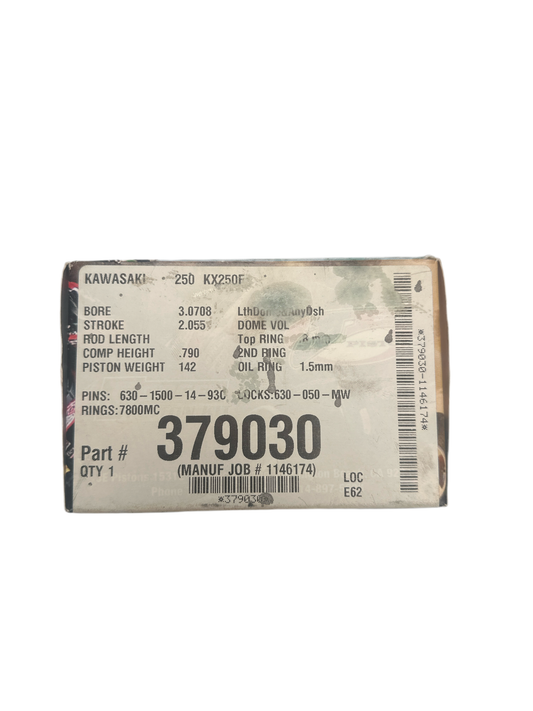 KAWASAKI 250 KX250F
BORE 3.0708
STROKE 2.055
ROD LENGTH
COMP HEIGHT .790
PISTON WEIGHT 142
DOME VOL
Top RING
2ND RING
OIL RING 1.5mm
PINS: 630-1500-14-93C LOCKS:630-050-MW
RINGS:7800MC
Part # 379030
QTY 1 (MANUF JOB # 1146174)
*379030*
LOC
E62
*379030-1146174*